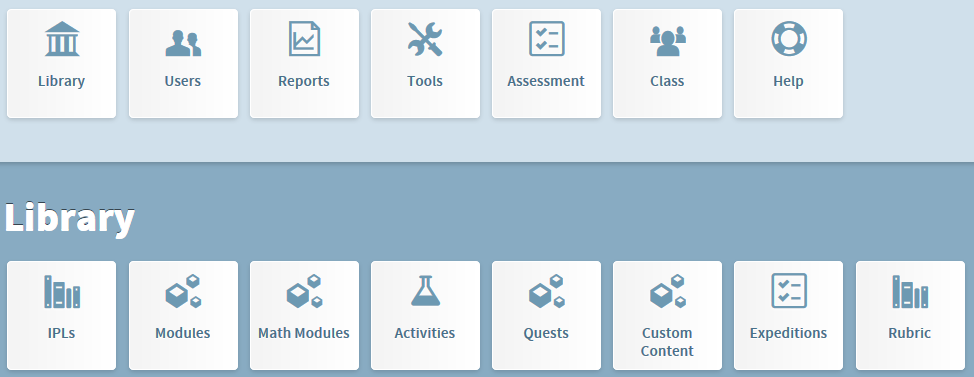 Library
Users
Reports
Tools
Assessment
Class
Help
Library
IPLs
Modules
Math Modules
Activities
Quests
Custom
Content
Expeditions
Rubric